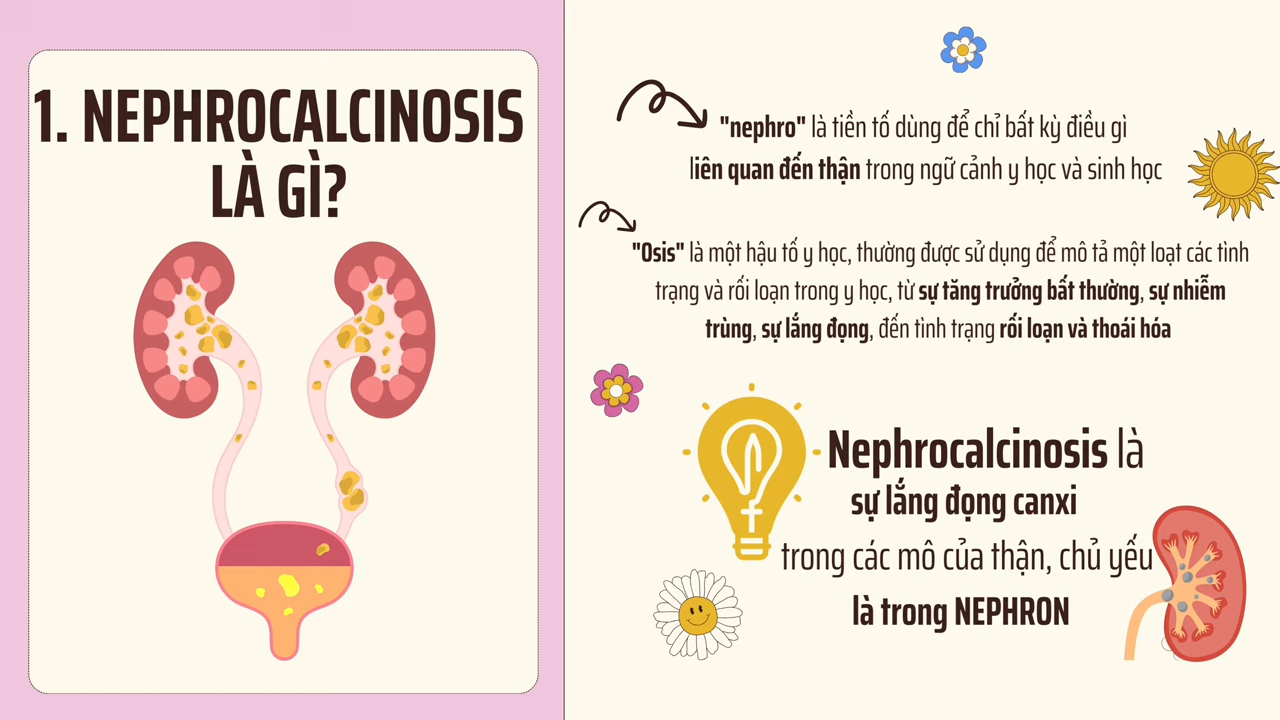 1. NEPHROCALCINOSIS
LÀ GÌ?
"nephro" là tiền tố dùng để chỉ bất kỳ điều gì
liên quan đến thận trong ngữ cảnh y học và sinh học
"Osis" là một hậu tố y học, thường được sử dụng để mô tả một loạt các tình
trạng và rối loạn trong y học, từ sự tăng trưởng bất thường, sự nhiễm
trùng, sự lắng đọng, đến tình trạng rối loạn và thoái hóa
Nephrocalcinosis là
sự lắng đọng canxi
trong các mô của thận, chủ yếu
là trong NEPHRON